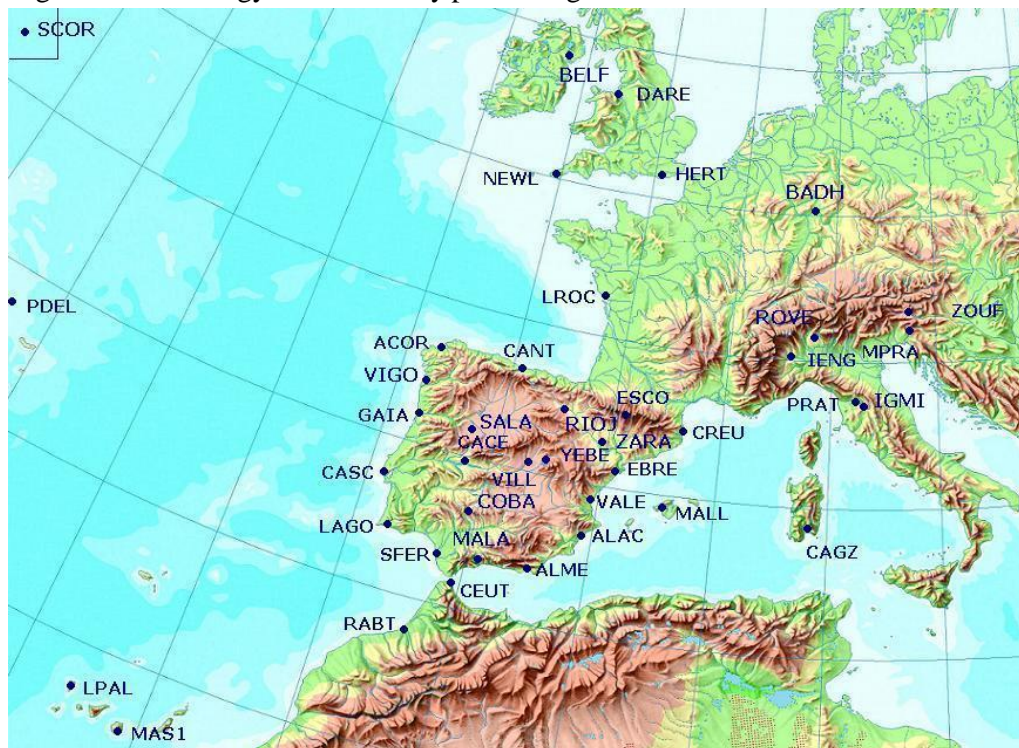 SCOR
BELF
DARE
NEWL
HERT
BADH
PDEL
LROC
ZOUF
ROVE
ACOR
CANT
IENG
MPRA
VIGO
ESCO
PRAT
IGMI
GAIA
SALA
RIOJ
CREU
CACE
ZARA
YEBE
CASC
VILL
EBRE
COBA
VALE
MALL
LAGO
MALA
ALAC
SFER
CAGZ
ALME
CEUT
RABT
LPAL
MAS1